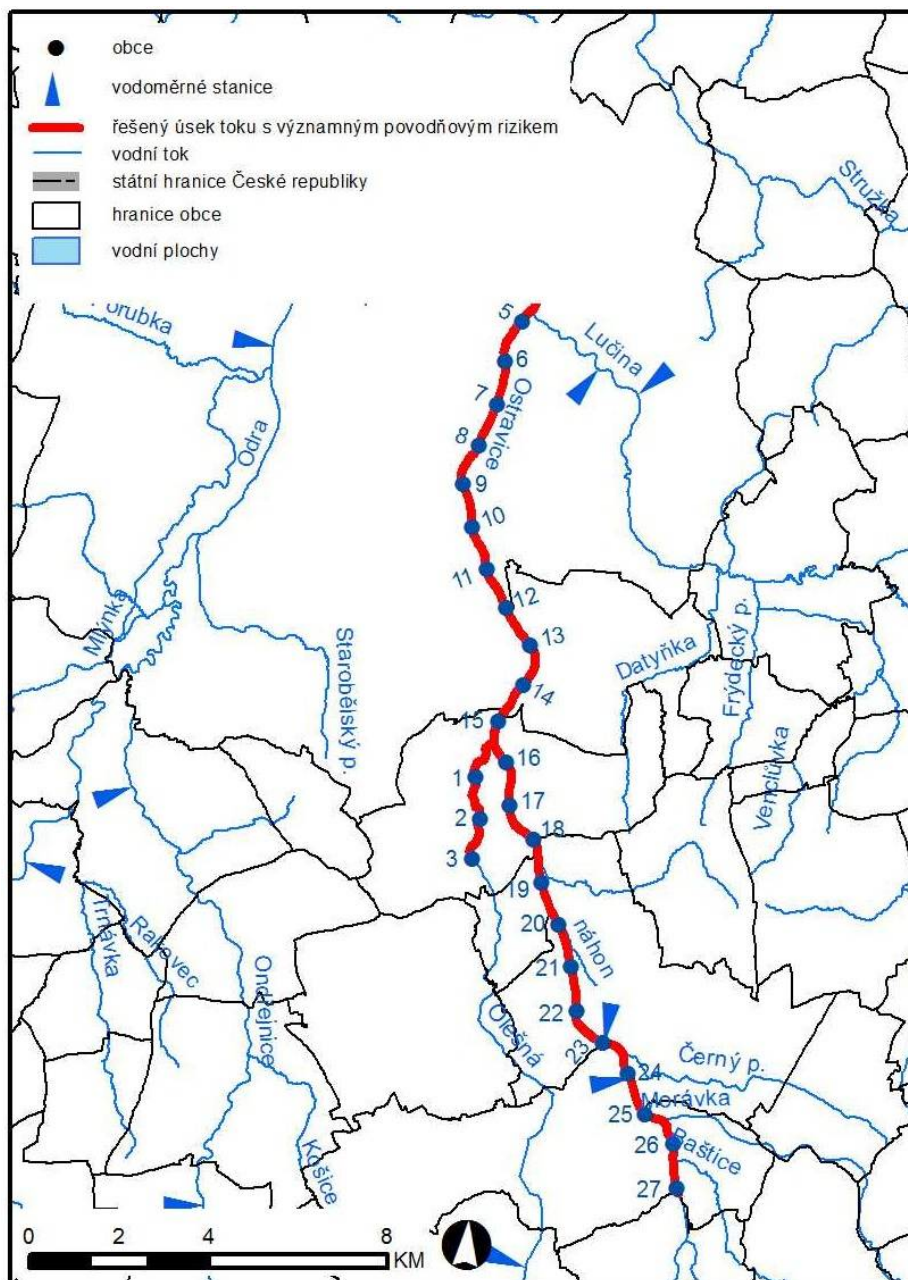 obce
vodoměrné stanice
řešený úsek toku s významným povodňovým rizikem
vodní tok
státní hranice České republiky
hranice obce
vodní plochy
Stružka
5
Lučina
6
7
Ostravice
8
Odra
9
10
11
12
Mlýnka
13
Starobělský p.
Datyňka
Frýdecký p.
14
15
16
1
17
Venclůvka
2
18
3
19
Trnávka
Rakovec
20
náhon
21
Ondřejnice
22
Olešná
23
Černý p.
24
Morávka
25
26
27
Košice
0 2 4 8
KM